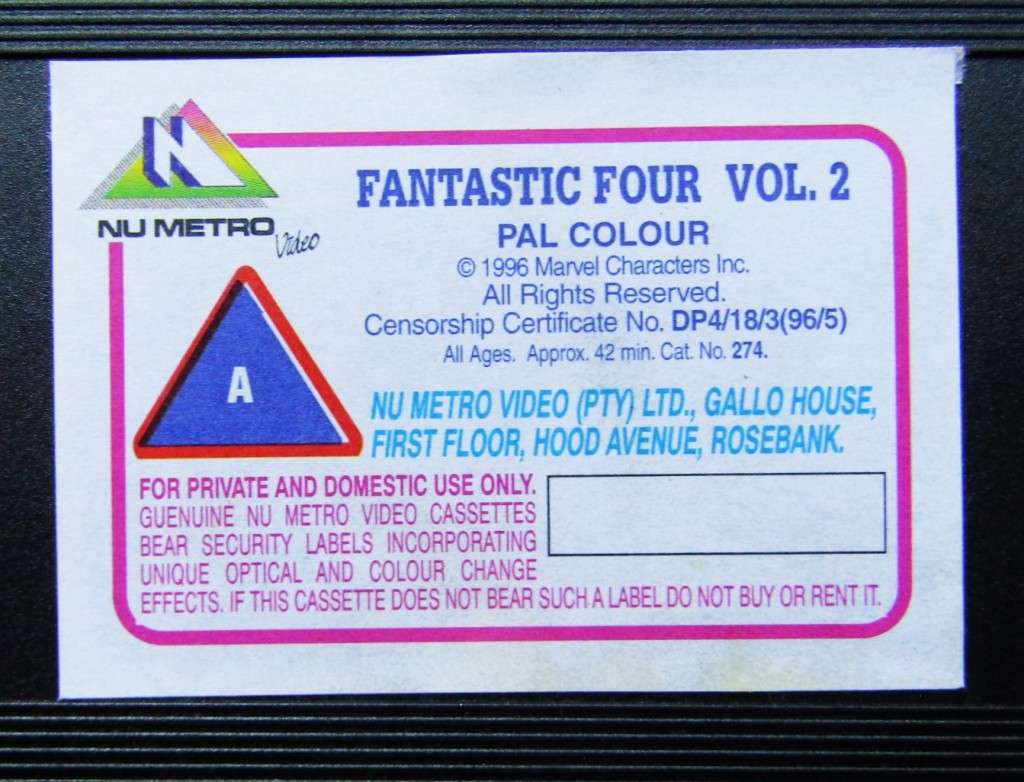 N
NU METRO
Video
FANTASTIC FOUR VOL. 2
PAL COLOUR
© 1996 Marvel Characters Inc.
All Rights Reserved.
Censorship Certificate No. DP4/18/3(96/5)
All Ages. Approx. 42 min. Cat. No. 274.
A
NU METRO VIDEO (PTY) LTD., GALLO HOUSE,
FIRST FLOOR, HOOD AVENUE, ROSEBANK.
FOR PRIVATE AND DOMESTIC USE ONLY.
GUENUINE NU METRO VIDEO CASSETTES
BEAR SECURITY LABELS INCORPORATING
UNIQUE OPTICAL AND COLOUR CHANGE
EFFECTS. IF THIS CASSETTE DOES NOT BEAR SUCH A LABEL DO NOT BUY OR RENT IT.